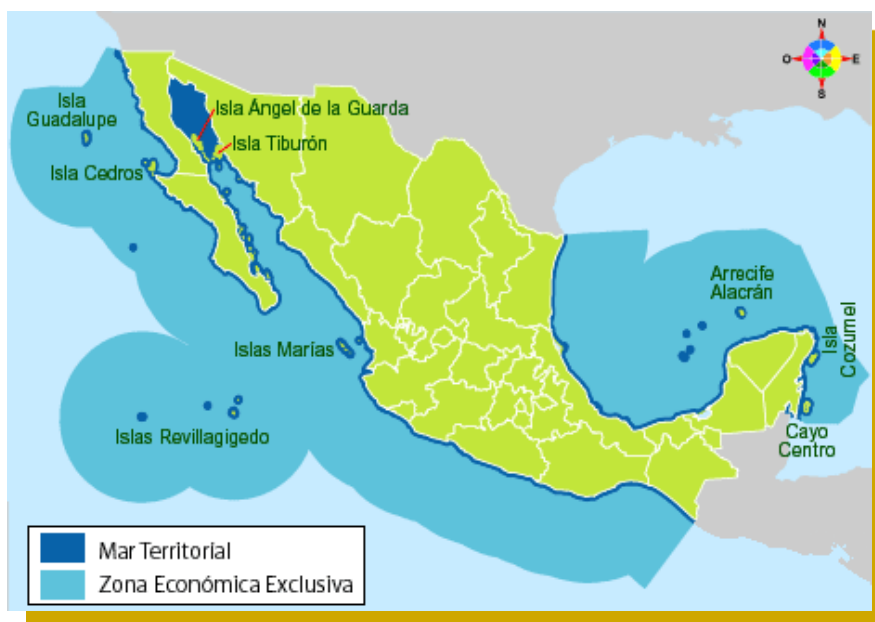 N
O
E
S
Isla
Guadalupe
Isla Ángel de la Guarda
Isla Tiburón
Isla Cedros
Arrecife
Alacrán
Isla
Cozumel
Islas Marías
Islas Revillagigedo
Cayo
Centro
Mar Territorial
Zona Económica Exclusiva